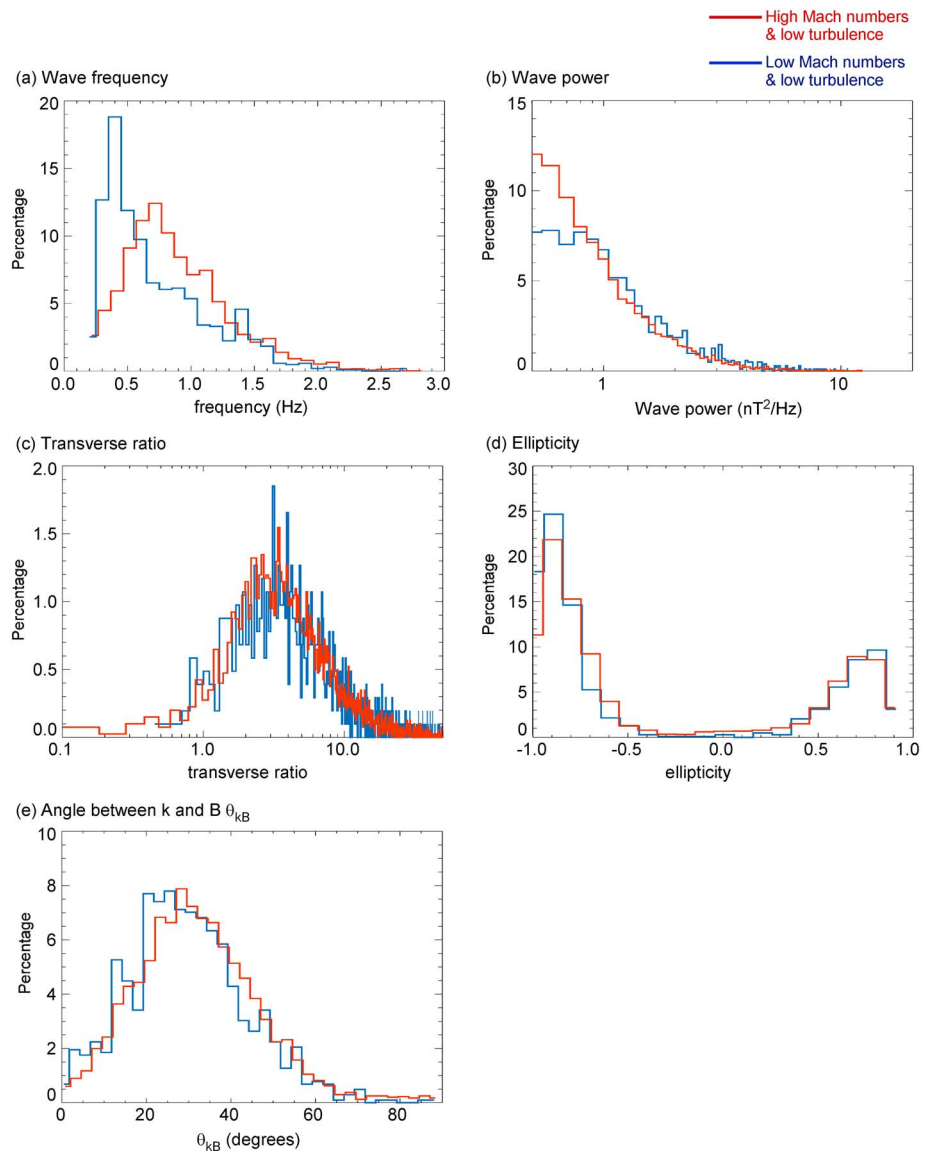 High Mach numbers
& low turbulence
Low Mach numbers
& low turbulence
(a) Wave frequency
20
15
10
5
0
Percentage
0.0 0.5 1.0 1.5 2.0 2.5 3.0
frequency (Hz)
(b) Wave power
15
10
5
0
Percentage
1 10
Wave power (nT²/Hz)
(c) Transverse ratio
2.0
1.5
1.0
0.5
0.0
Percentage
0.1 1.0 10.0
transverse ratio
(d) Ellipticity
30
25
20
15
10
5
0
Percentage
-1.0 -0.5 0.0 0.5 1.0
ellipticity
(e) Angle between k and B θkB
10
8
6
4
2
0
Percentage
0 20 40 60 80
θkB (degrees)